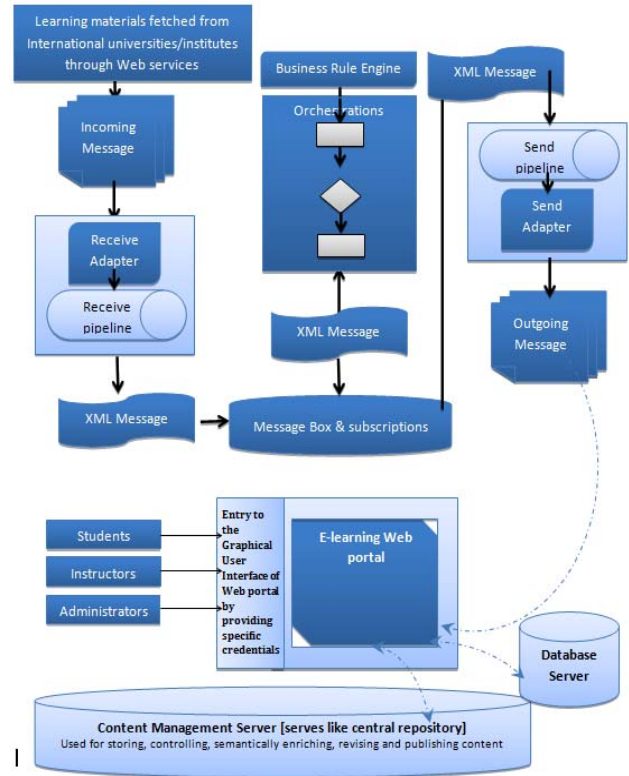 Learning materials fetched from
International universities/institutes
through Web services
Incoming
Message
Receive
Adapter
Receive
pipeline
XML Message
Business Rule Engine
Orchestrations
XML Message
Message Box & subscriptions
XML Message
Send
pipeline
Send
Adapter
Outgoing
Message
Students
Instructors
Administrators
Entry to
the
Graphical
User
Interface of
Web portal
by
providing
specific
credentials
E-learning Web
portal
Database
Server
Content Management Server [serves like central repository]
Used for storing, controlling, semantically enriching, revising and publishing content